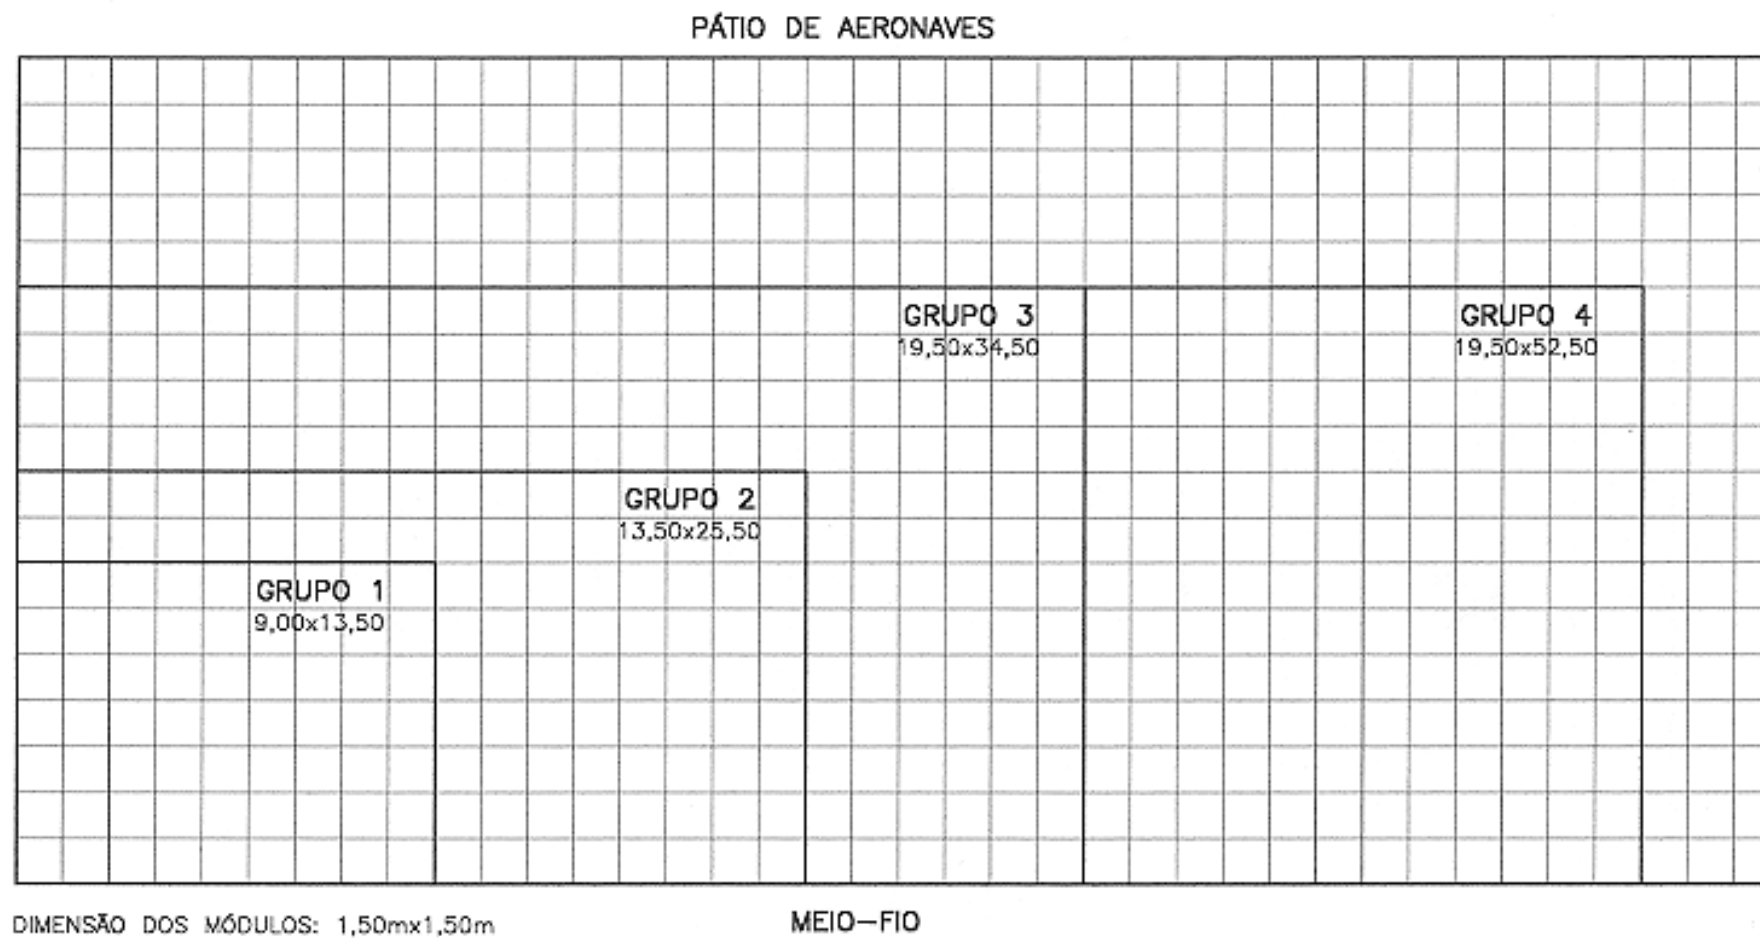 PÁTIO DE AERONAVES
GRUPO 3
19,50x34,50
GRUPO 4
19,50x52,50
GRUPO 2
13,50x25,50
GRUPO 1
9,00x13,50
DIMENSÃO DOS MÓDULOS: 1,50mx1,50m
MEIO-FIO